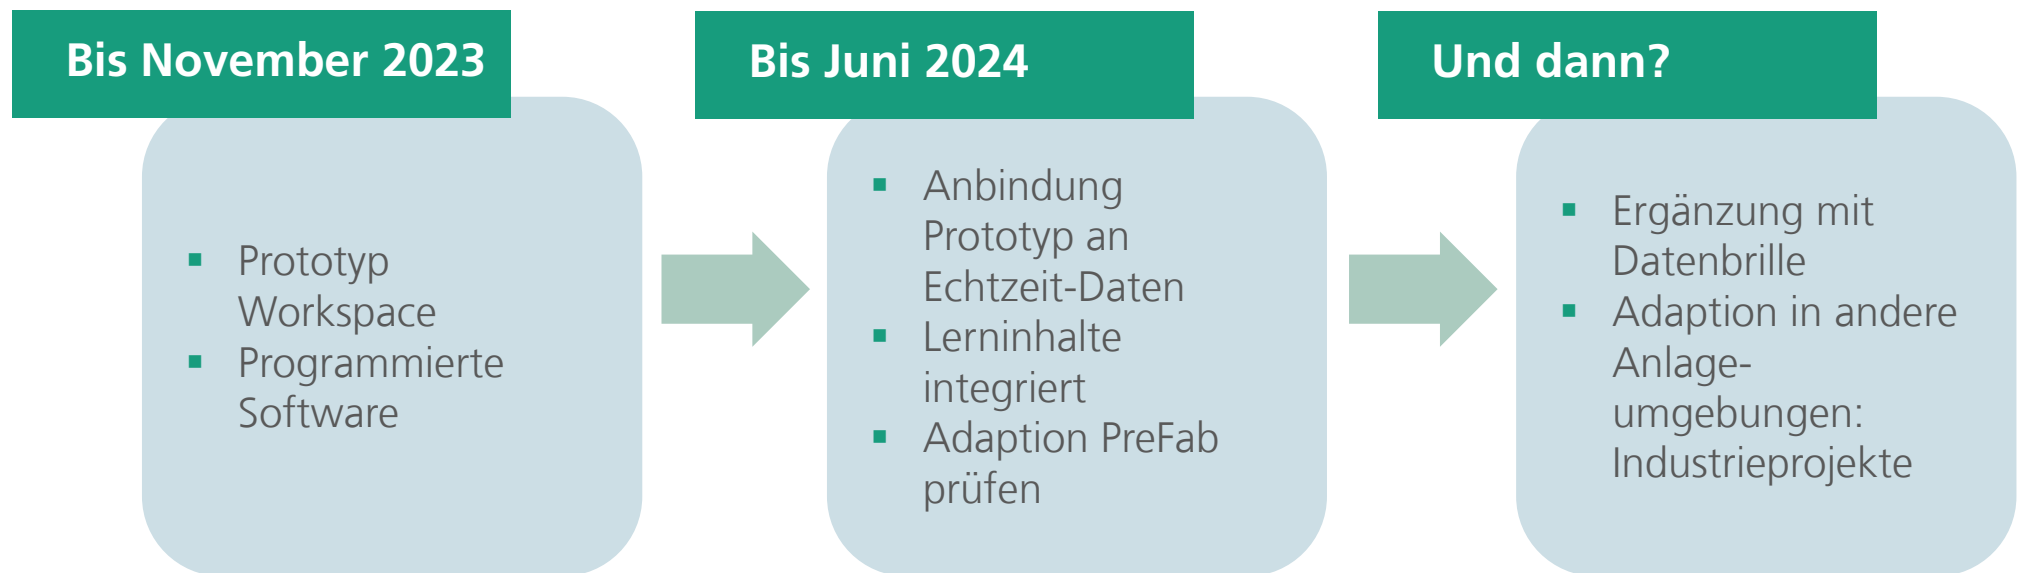 Bis November 2023
▪ Prototyp
Workspace
▪ Programmierte
Software
Bis Juni 2024
▪ Anbindung
Prototyp an
Echtzeit-Daten
▪ Lerninhalte
integriert
▪ Adaption PreFab
prüfen
Und dann?
▪ Ergänzung mit
Datenbrille
▪ Adaption in andere
Anlage-
umgebungen:
Industrieprojekte